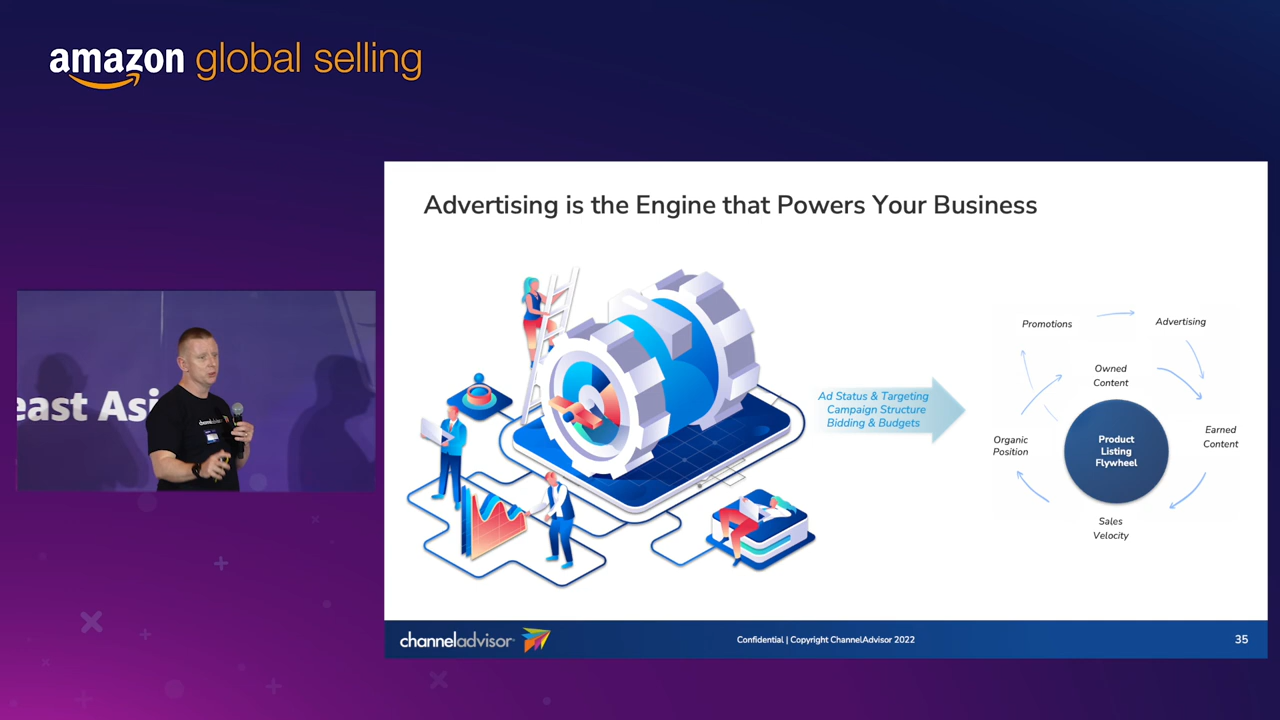 amazon global selling
Advertising is the Engine that Powers Your Business
east Asi
channeladvisor
Ad Status & Targeting
Campaign Structure
Bidding & Budgets
Promotions
Advertising
Owned
Content
Earned
Content
Organic
Position
Product
Listing
Flywheel
Sales
Velocity
channeladvisor
Confidential | Copyright ChannelAdvisor 2022
35